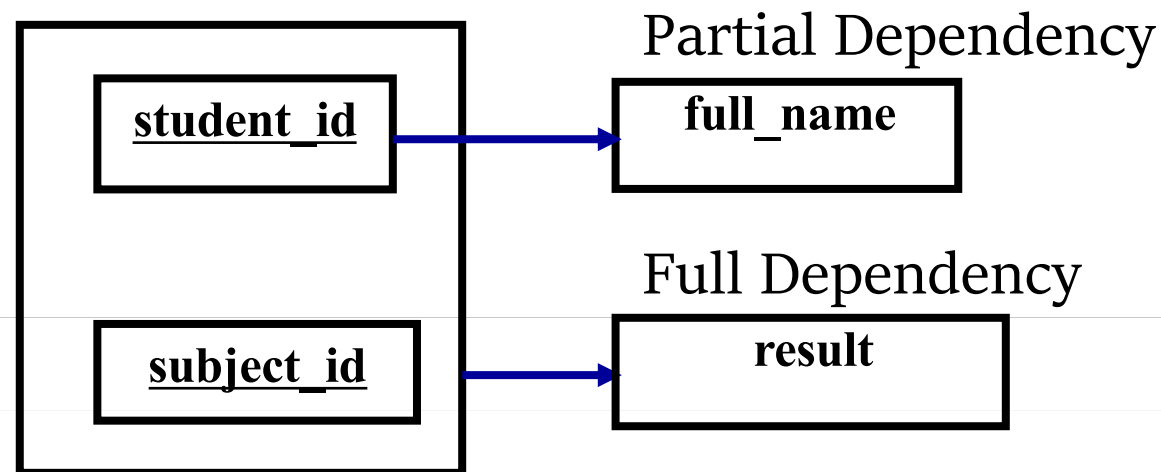 Partial Dependency
student_id
full_name
Full Dependency
subject_id
result